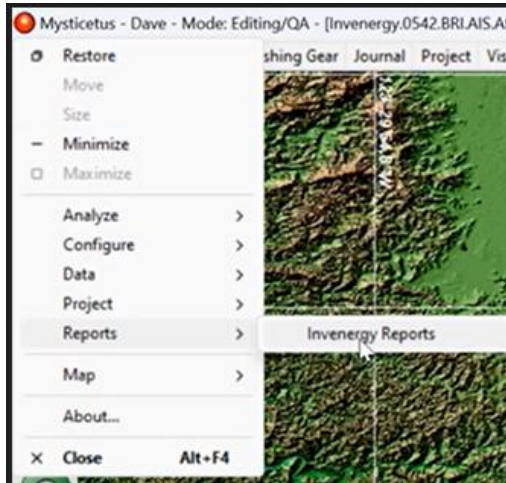 Mysticetus - Dave - Mode: Editing/QA - [Invenergy.0542.BRI.AIS.A
Restore
shing Gear Journal Project Vis
Move
Size
Minimize
Maximize
Analyze
Configure
Data
Project
Reports
Invenergy Reports
Map
About...
Close Alt+F4